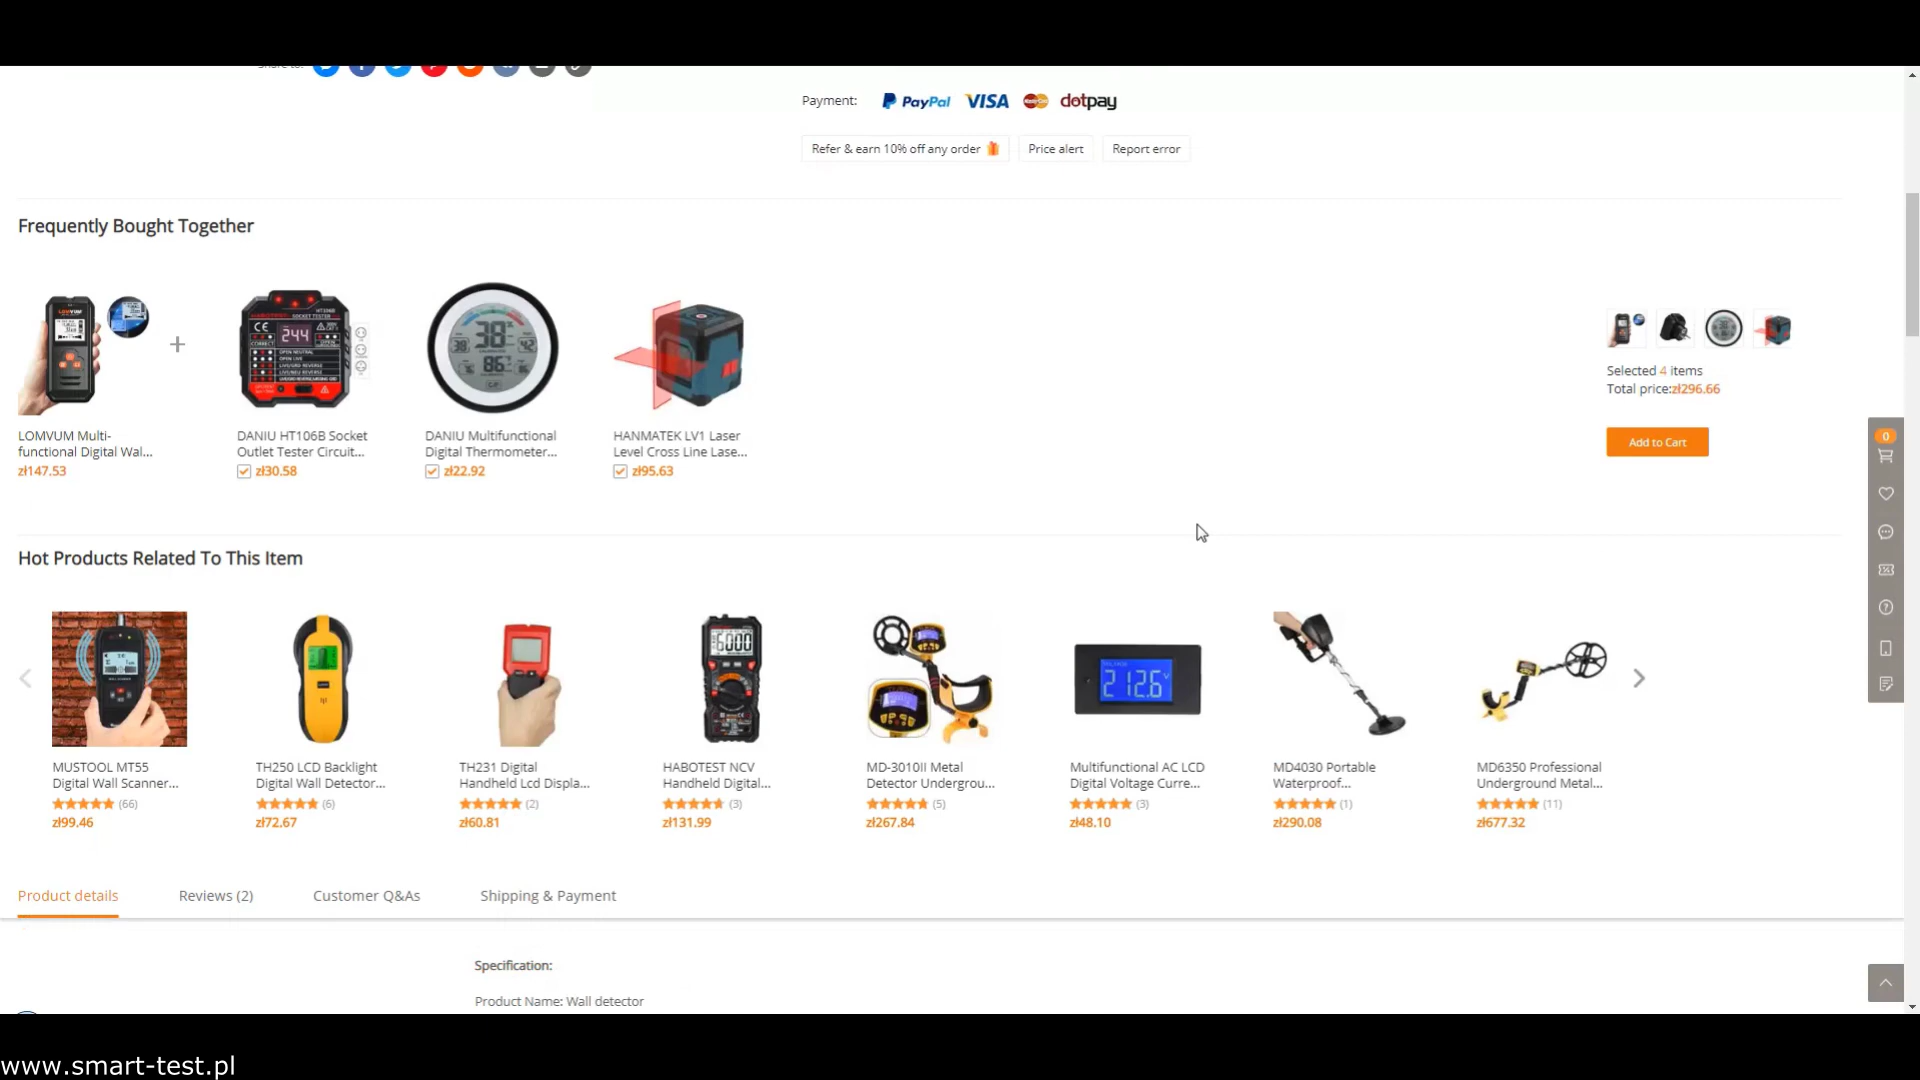 Payment: PayPal VISA MasterCard dotpay
Refer & earn 10% off any order Price alert Report error
Frequently Bought Together
LOMVUM Multi-
functional Digital Wal...
zł147.53
DANIU HT106B Socket
Outlet Tester Circuit...
zł30.58
DANIU Multifunctional
Digital Thermometer...
zł22.92
HANMATEK LV1 Laser
Level Cross Line Lase...
zł95.63
Selected 4 items
Total price:zł296.66
Add to Cart
0
Hot Products Related To This Item
MUSTOOL MT55
Digital Wall Scanner...
(66)
zł99.46
TH250 LCD Backlight
Digital Wall Detector...
(6)
zł72.67
TH231 Digital
Handheld Lcd Displa...
(2)
zł60.81
HABOTEST NCV
Handheld Digital...
(3)
zł131.99
MD-3010II Metal
Detector Undergrou...
(5)
zł267.84
Multifunctional AC LCD
Digital Voltage Curre...
(3)
zł48.10
MD4030 Portable
Waterproof...
(1)
zł290.08
MD6350 Professional
Underground Metal...
(11)
zł677.32
Product details Reviews (2) Customer Q&As Shipping & Payment
Specification:
Product Name: Wall detector
www.smart-test.pl